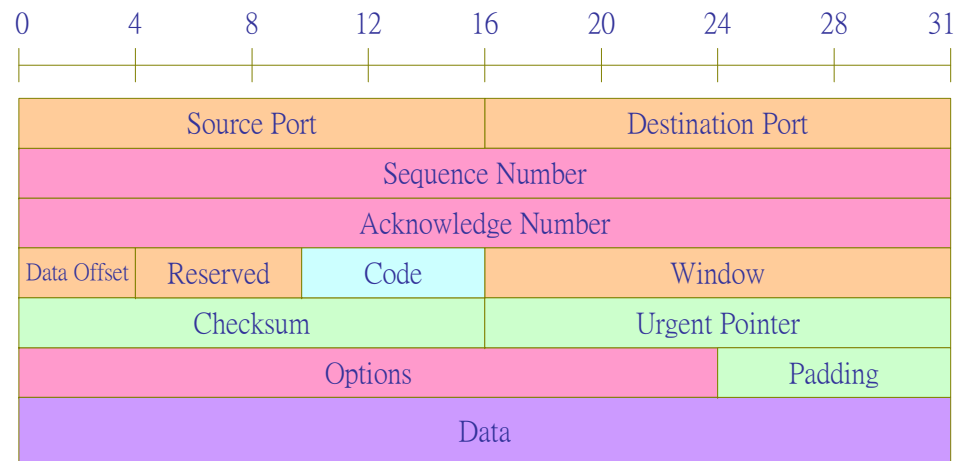 0 4 8 12 16 20 24 28 31
Source Port Destination Port
Sequence Number
Acknowledge Number
Data Offset Reserved Code Window
Checksum Urgent Pointer
Options Padding
Data